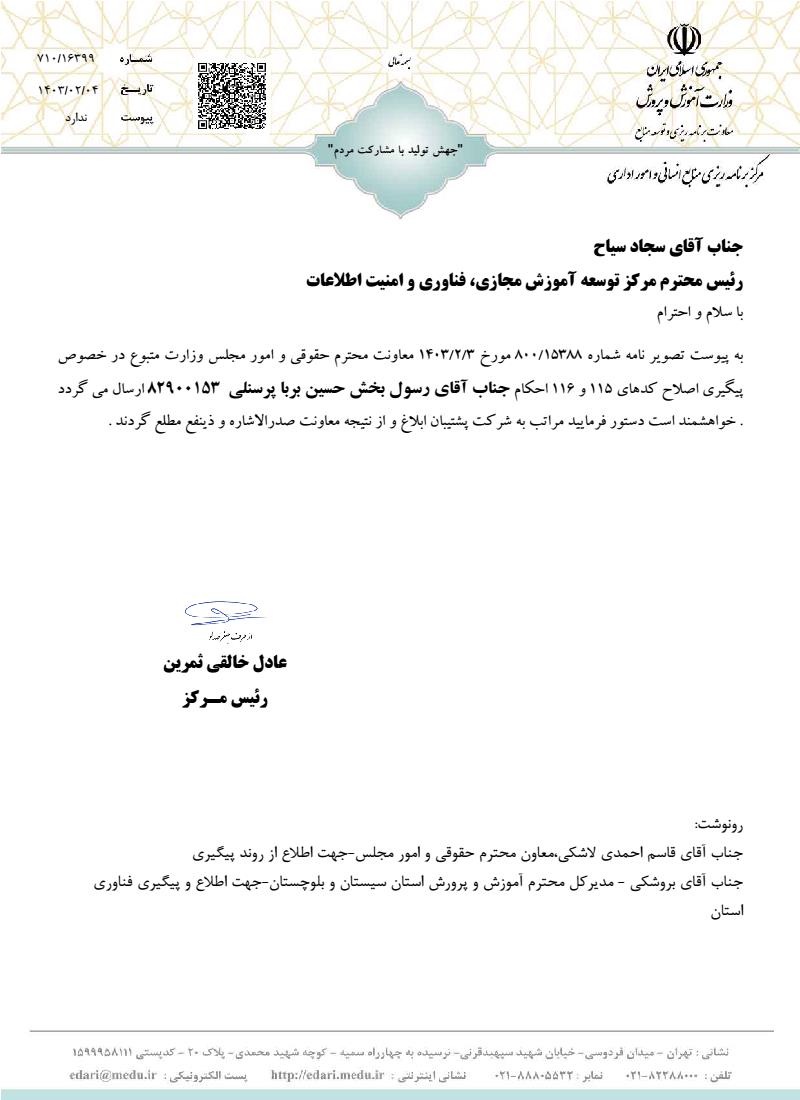 جمهوری اسلامی ایران
وزارت آموزش و پرورش
معاونت برنامه ریزی و توسعه منابع
مرکز برنامه ریزی منابع انسانی و امور اداری
بسمه تعالی
"جهش تولید با مشارکت مردم"
شمـــاره ۷۱۰/۱۶۳۹۹
تاریـــخ ۱۴۰۳/۰۲/۰۴
پیوست ندارد
جناب آقای سجاد سیاح
رئیس محترم مرکز توسعه آموزش مجازی، فناوری و امنیت اطلاعات
با سلام و احترام
به پیوست تصویر نامه شماره ۸۰۰/۱۵۳۸۸ مورخ ۱۴۰۳/۲/۳ معاونت محترم حقوقی و امور مجلس وزارت متبوع در خصوص
پیگیری اصلاح کدهای ۱۱۵ و ۱۱۶ احکام جناب آقای رسول بخش حسین بربا پرسنلی ۸۲۹۰۰۱۵۳ ارسال می گردد
. خواهشمند است دستور فرمایید مراتب به شرکت پشتیبان ابلاغ و از نتیجه معاونت صدرالاشاره و ذینفع مطلع گردند .
از طرف
عادل خالقی ثمرین
رئیس مـــرکز
رونوشت:
جناب آقای قاسم احمدی لاشکی،معاون محترم حقوقی و امور مجلس-جهت اطلاع از روند پیگیری
جناب آقای بروشکی - مدیرکل محترم آموزش و پرورش استان سیستان و بلوچستان-جهت اطلاع و پیگیری فناوری
استان
نشانی : تهران - میدان فردوسی- خیابان شهید سپهبدقرنی- نرسیده به چهارراه سمیه - کوچه شهید محمدی- پلاک ۲۰ - کدپستی ۱۵۹۹۹۵۸۱۱۱
تلفن : ۸۲۲۸۸۰۰۰-۰۲۱ نمابر : ۸۸۸۰۵۵۳۲-۰۲۱ نشانی اینترنتی : http://edari.medu.ir پست الکترونیکی : edari@medu.ir